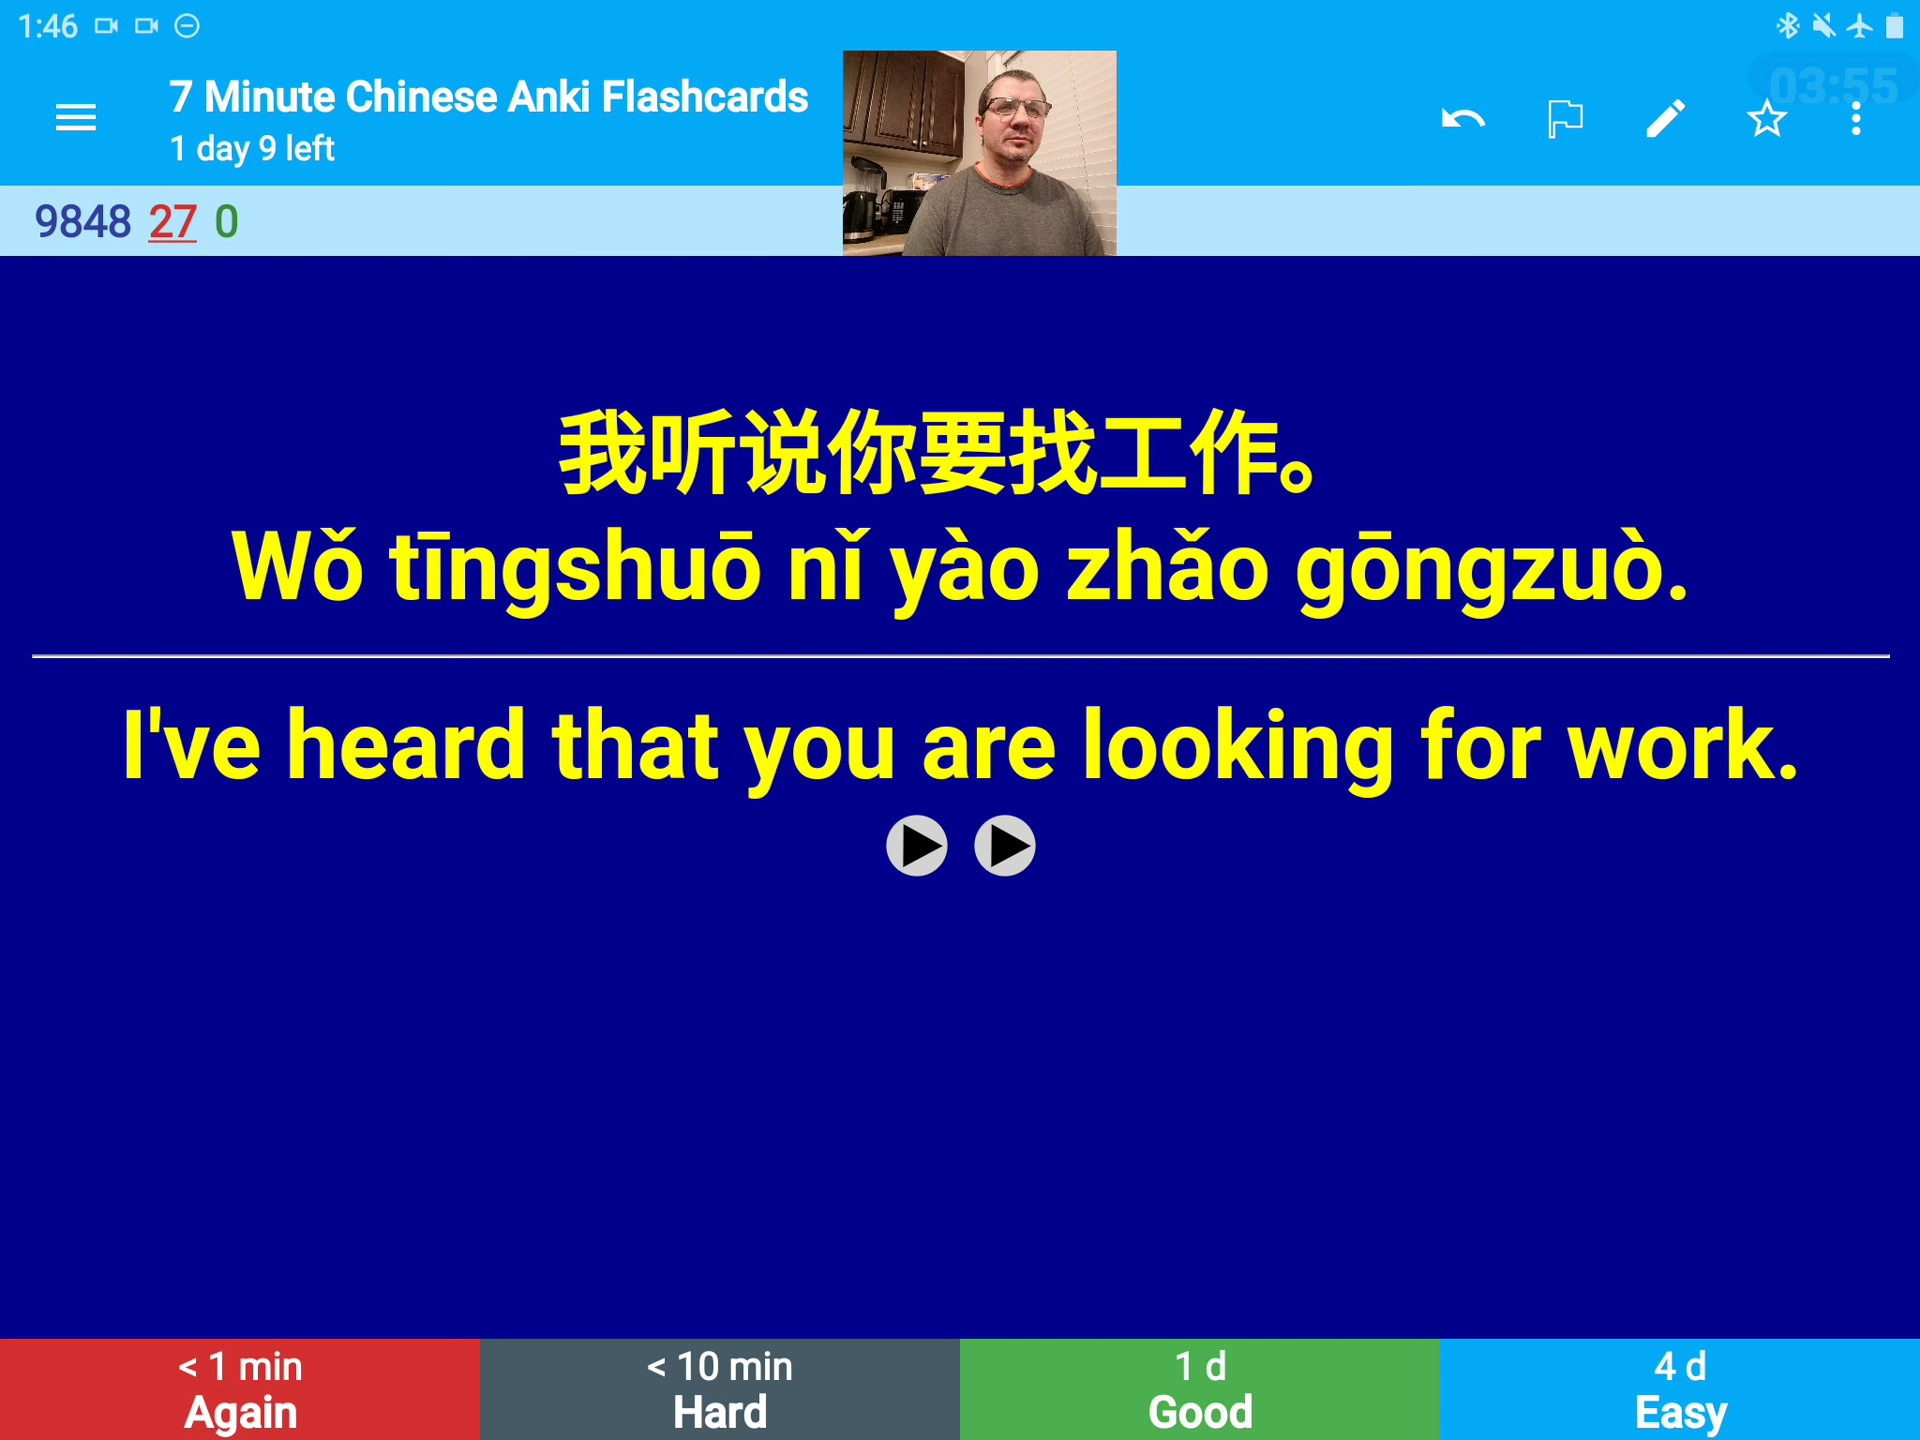 1:46
03:55
7 Minute Chinese Anki Flashcards
1 day 9 left
9848 27 0
我听说你要找工作。
Wǒ tīngshuō nǐ yào zhǎo gōngzuò.
I've heard that you are looking for work.
< 1 min
Again
< 10 min
Hard
1 d
Good
4 d
Easy